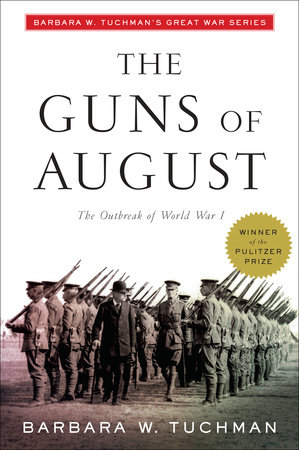 BARBARA W. TUCHMAN'S GREAT WAR SERIES
THE
GUNS OF
AUGUST
The Outbreak of World War I
WINNER
of the
PULITZER
PRIZE
BARBARA W. TUCHMAN